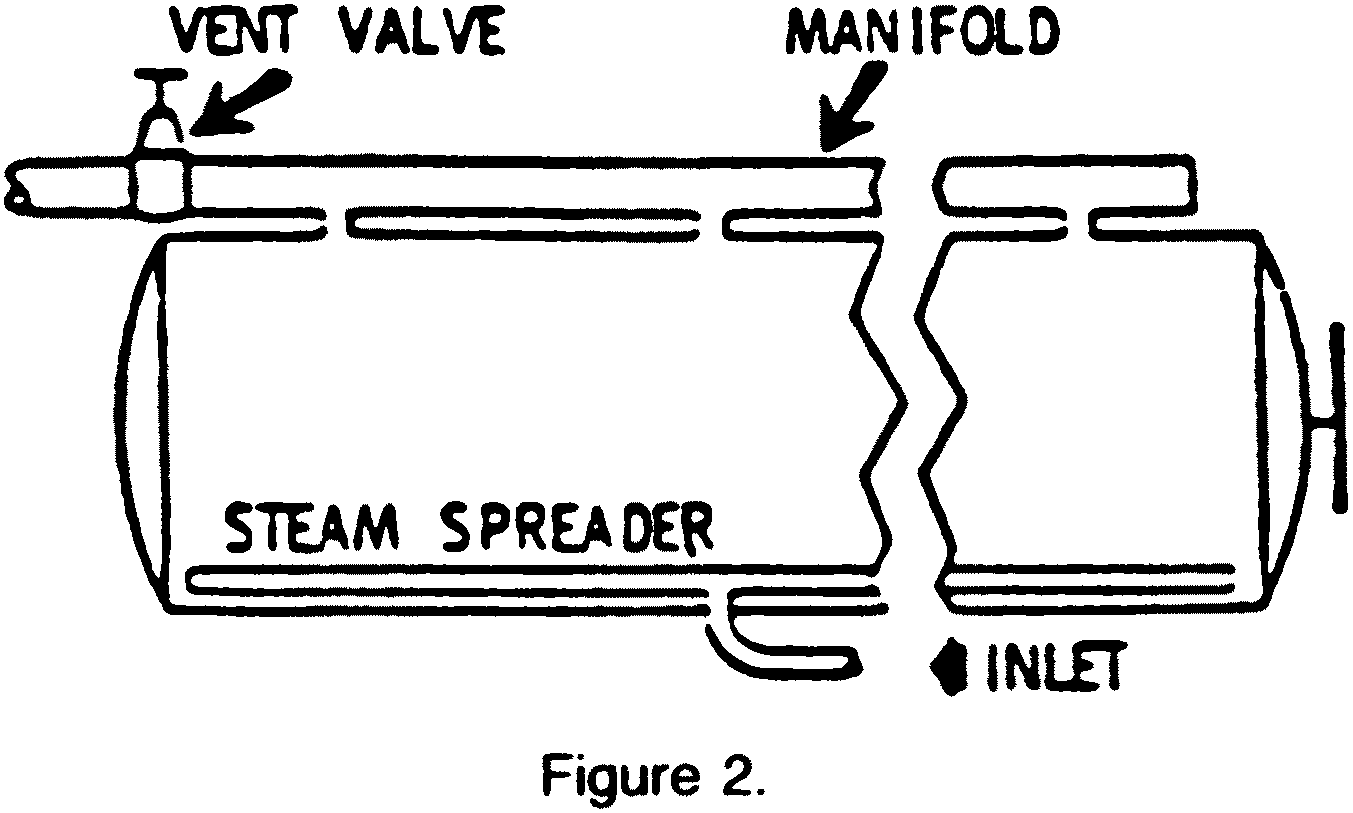 VENT VALVE
MANIFOLD
STEAM SPREADER
INLET
Figure 2.